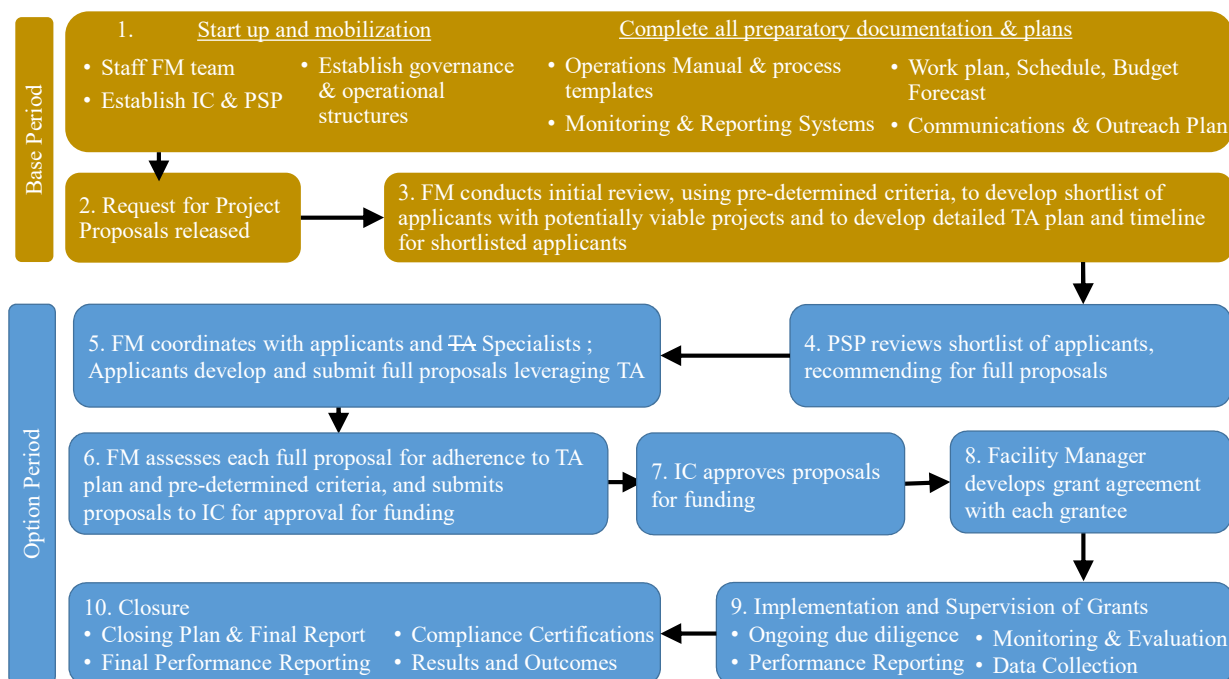 Base Period
1. Start up and mobilization
• Staff FM team
• Establish IC & PSP
• Establish governance
& operational
structures
Complete all preparatory documentation & plans
• Operations Manual & process
templates
• Monitoring & Reporting Systems
• Work plan, Schedule, Budget
Forecast
• Communications & Outreach Plan
2. Request for Project
Proposals released
3. FM conducts initial review, using pre-determined criteria, to develop shortlist of
applicants with potentially viable projects and to develop detailed TA plan and timeline
for shortlisted applicants
Option Period
4. PSP reviews shortlist of applicants,
recommending for full proposals
5. FM coordinates with applicants and TA Specialists ;
Applicants develop and submit full proposals leveraging TA
6. FM assesses each full proposal for adherence to TA
plan and pre-determined criteria, and submits
proposals to IC for approval for funding
7. IC approves proposals
for funding
8. Facility Manager
develops grant agreement
with each grantee
9. Implementation and Supervision of Grants
• Ongoing due diligence
• Performance Reporting
• Monitoring & Evaluation
• Data Collection
10. Closure
• Closing Plan & Final Report
• Final Performance Reporting
• Compliance Certifications
• Results and Outcomes